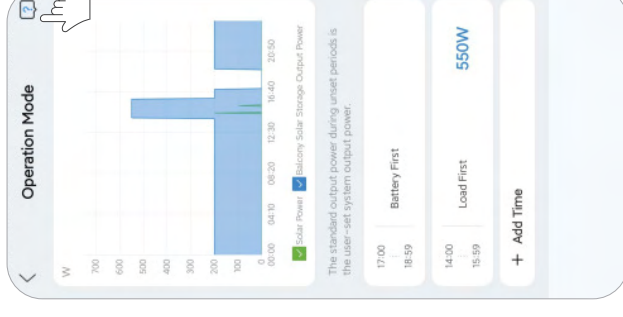 Operation Mode
?
W
700
600
500
400
300
200
100
0
00:00 04:10 08:20 12:30 16:40 20:50
Solar Power Balcony Solar Storage Output Power
The standard output power during unset periods is
the user-set system output power.
17:00
18:59
Battery First
14:00
15:59
Load First
550W
+ Add Time